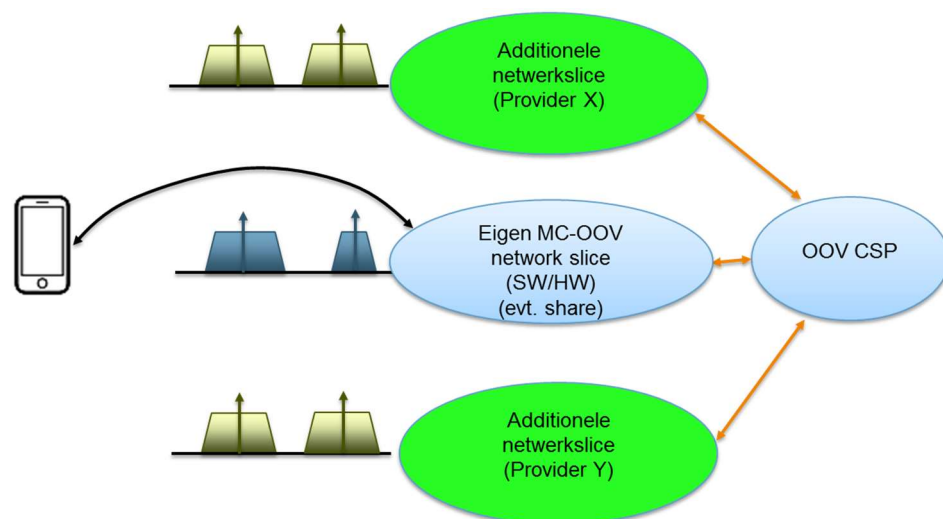 Additionele
netwerkslice
(Provider X)
Eigen MC-OOV
network slice
(SW/HW)
(evt. share)
OOV CSP
Additionele
netwerkslice
(Provider Y)